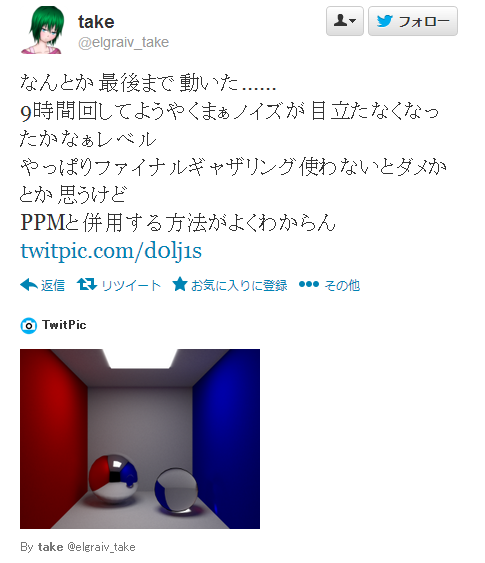 take
@elgraiv_take
フォロー
なんとか最後まで動いた……
9時間回してようやくまぁノイズが目立たなくなっ
たかなぁレベル
やっぱりファイナルギャザリング使わないとダメか
とか思うけど
PPMと併用する方法がよくわからん
twitpic.com/d0lj1s
返信 リツイート お気に入りに登録 その他
TwitPic
By take @elgraiv_take